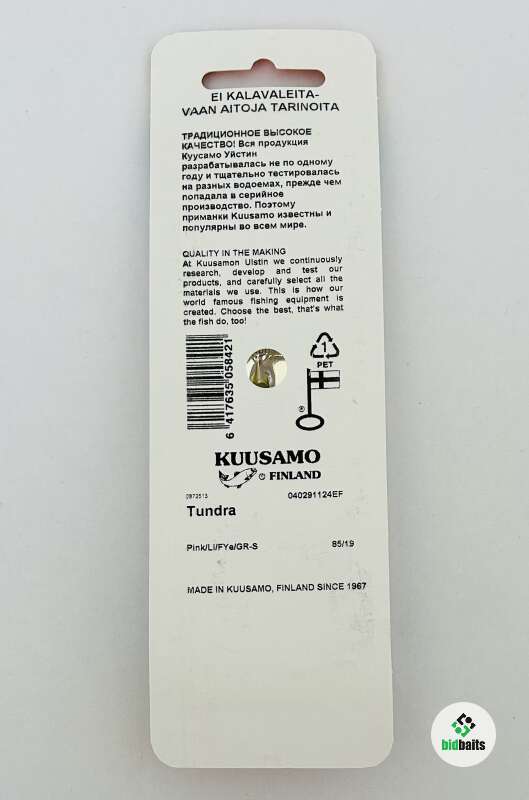 EI KALAVALEITA-
VAAN AITOJA TARINOITA
ТРАДИЦИОННОЕ ВЫСОКОЕ
КАЧЕСТВО! Вся продукция
Куусамо Уйстин
разрабатывалась не по одному
году и тщательно тестировалась
на разных водоемах, прежде чем
попадала в серийное
производство. Поэтому
приманки Kuusamo известны и
популярны во всем мире.
QUALITY IN THE MAKING
At Kuusamon Uistin we continuously
research, develop and test our
products, and carefully select all the
materials we use. This is how our
world famous fishing equipment is
created. Choose the best, that's what
the fish do, too!
6 417635 058421
1
PET
®
KUUSAMO
FINLAND
0872513
040291124EF
Tundra
Pink/LI/FYe/GR-S
85/19
MADE IN KUUSAMO, FINLAND SINCE 1967
bidbaits